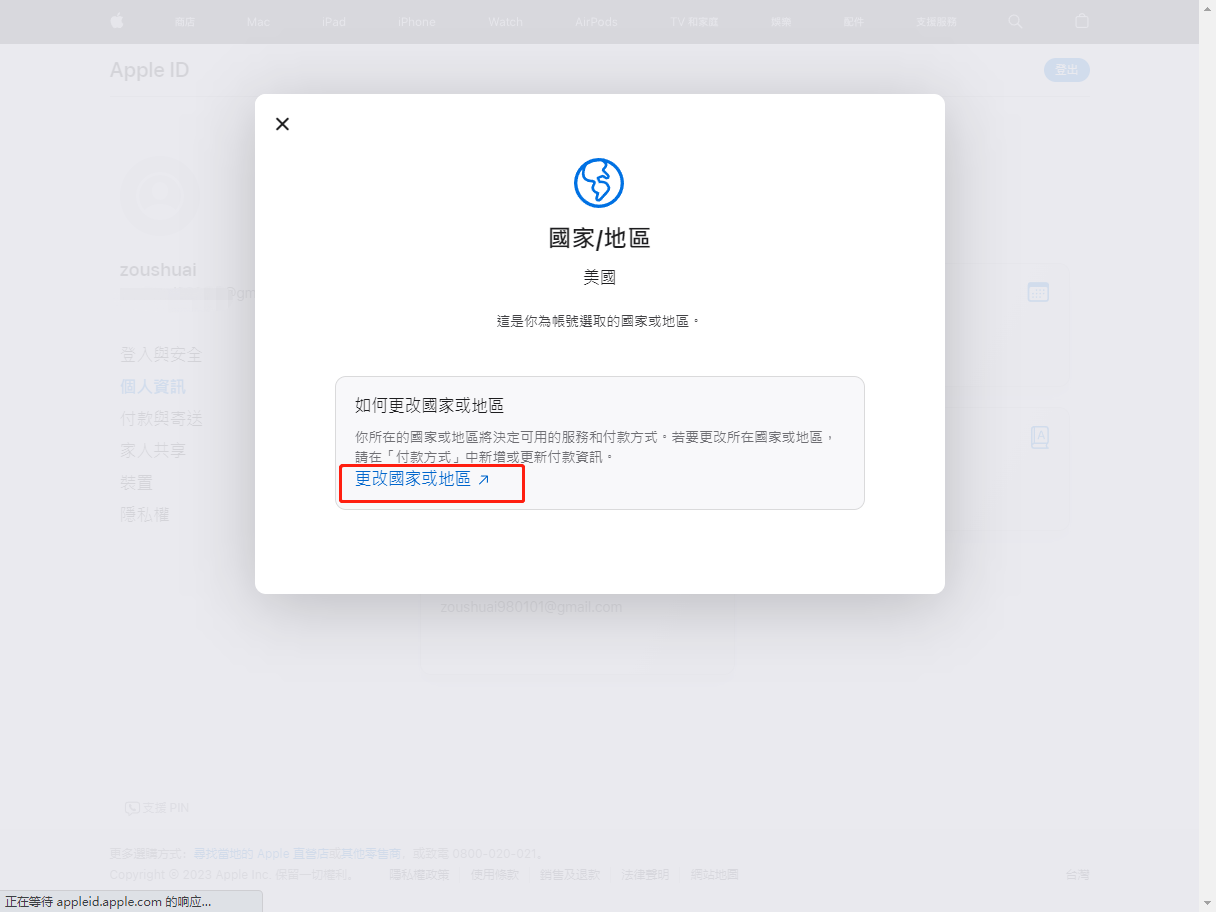 商店 Mac iPad iPhone Watch AirPods TV 和家庭 娛樂 配件 支援服務
Apple ID
登出
國家/地區
美國
這是你為帳號選取的國家或地區。
如何更改國家或地區
你所在的國家或地區將決定可用的服務和付款方式。若要更改所在國家或地區，
請在「付款方式」中新增或更新付款資訊。
更改國家或地區
zoushuai
@gm
登入與安全
個人資訊
付款與寄送
家人共享
裝置
隱私權
zoushuai980101@gmail.com
支援 PIN
更多選購方式：尋找當地的 Apple 直營店或其他零售商，或致電 0800-020-021。
Copyright © 2023 Apple Inc. 保留一切權利。 隱私權政策 使用條款 銷售及退款 法律聲明 網站地圖 台灣
正在等待 appleid.apple.com 的响应...